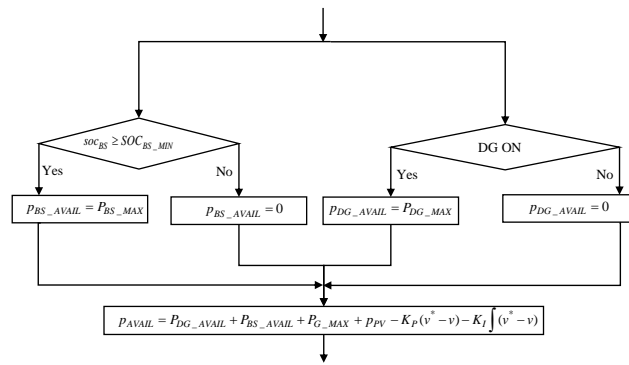 soc_BS ≥ SOC_BS_MIN
DG ON
Yes
No
Yes
No
p_BS_AVAIL = P_BS_MAX
p_BS_AVAIL = 0
p_DG_AVAIL = P_DG_MAX
p_DG_AVAIL = 0
p_AVAIL = P_DG_AVAIL + P_BS_AVAIL + P_G_MAX + p_PV − K_P(v* − v) − K_I ∫(v* − v)